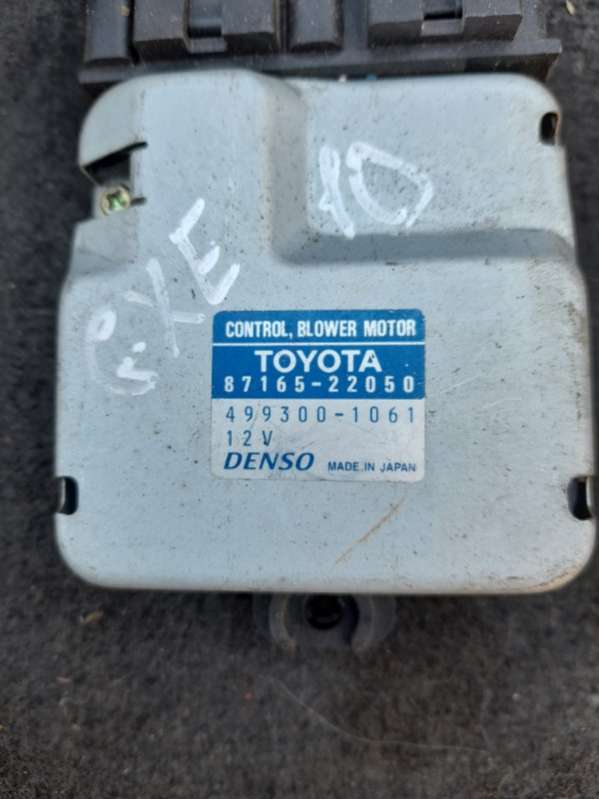 GXE 10
CONTROL, BLOWER MOTOR
TOYOTA
87165-22050
499300-1061
12V
DENSO MADE IN JAPAN